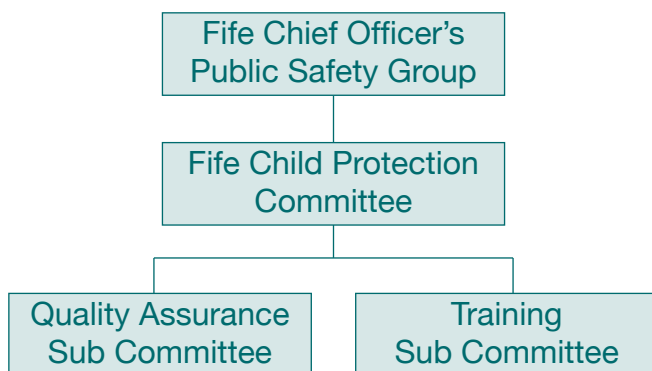 Fife Chief Officer’s
Public Safety Group
Fife Child Protection
Committee
Quality Assurance
Sub Committee
Training
Sub Committee